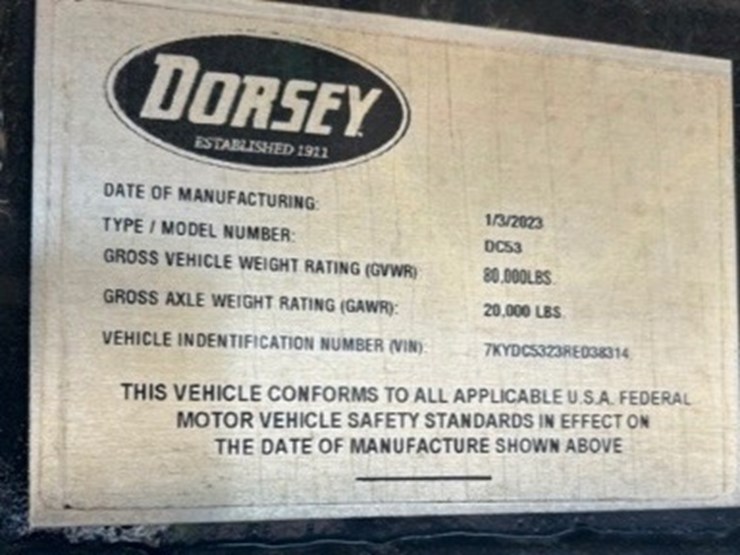 DORSEY
ESTABLISHED 1911
DATE OF MANUFACTURING: 1/3/2023
TYPE / MODEL NUMBER: DC53
GROSS VEHICLE WEIGHT RATING (GVWR) 80,000LBS.
GROSS AXLE WEIGHT RATING (GAWR): 20,000 LBS.
VEHICLE INDENTIFICATION NUMBER (VIN): 7KYDC5323RE038314
THIS VEHICLE CONFORMS TO ALL APPLICABLE U.S.A. FEDERAL
MOTOR VEHICLE SAFETY STANDARDS IN EFFECT ON
THE DATE OF MANUFACTURE SHOWN ABOVE